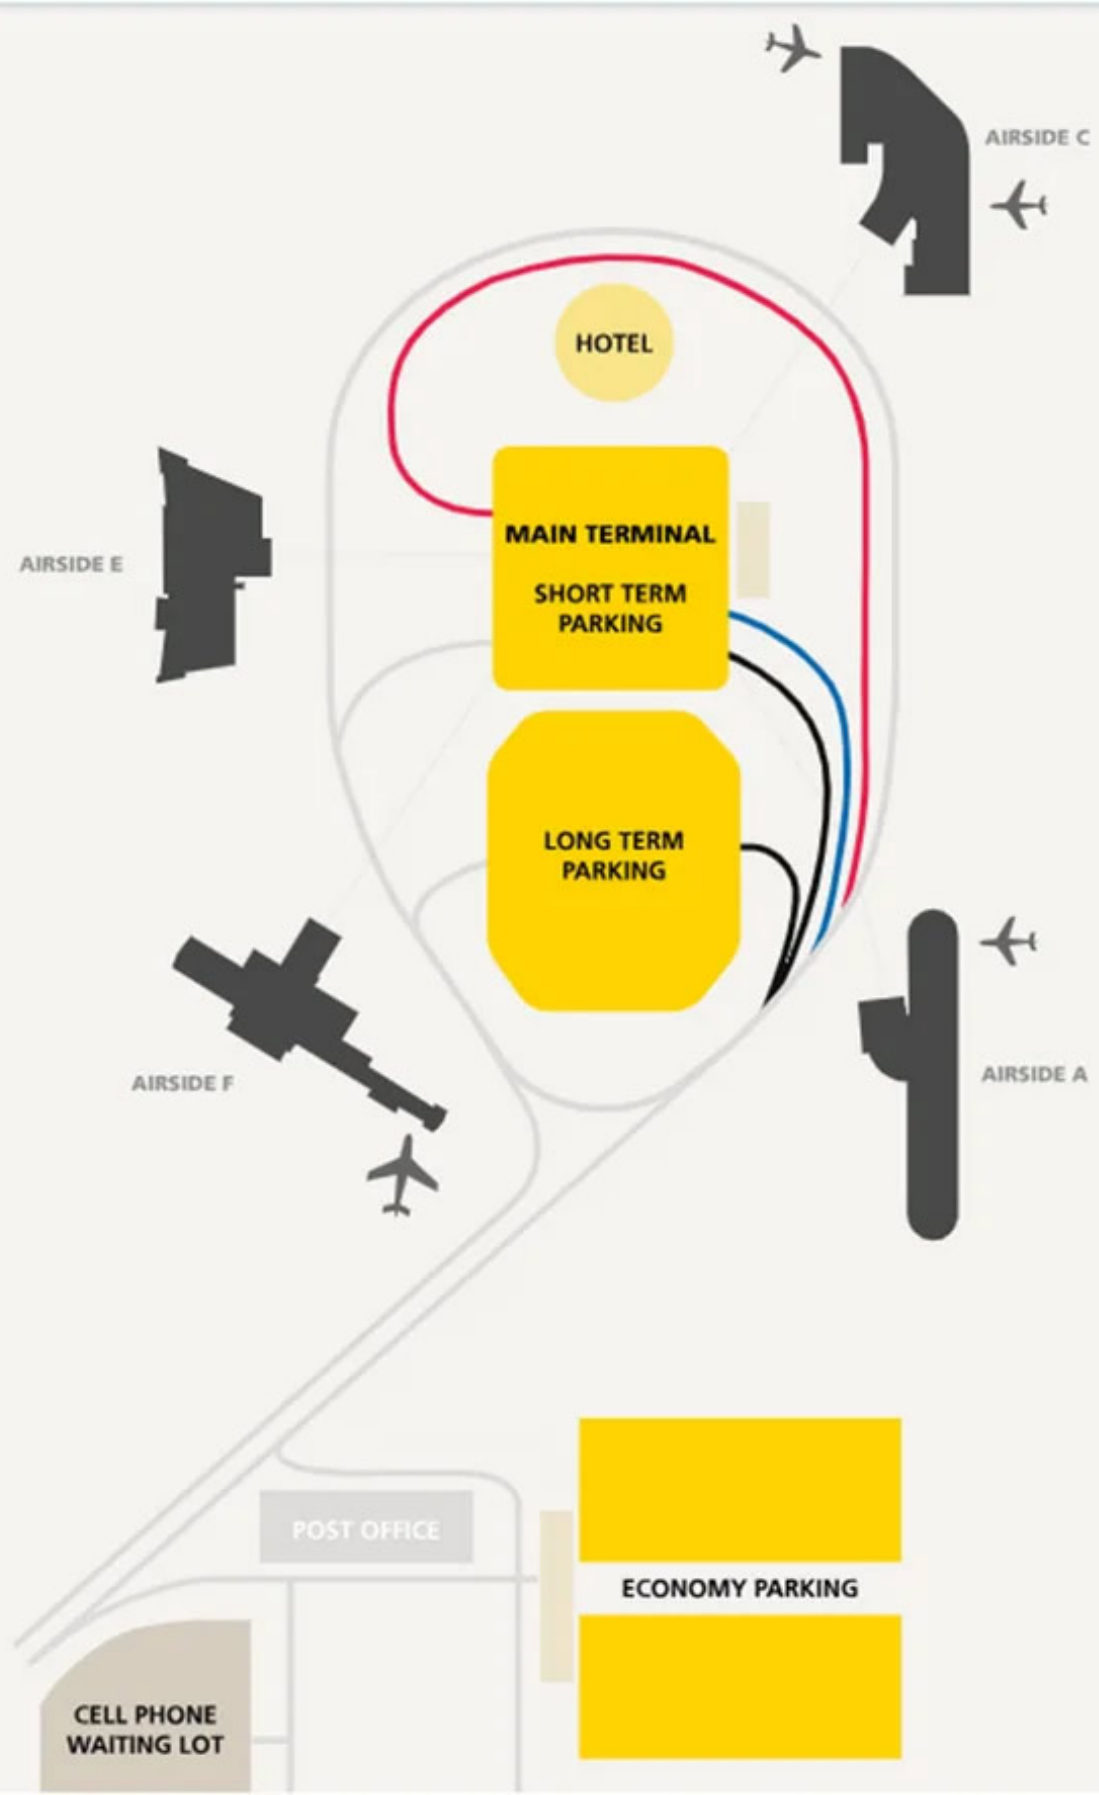 AIRSIDE C
HOTEL
MAIN TERMINAL
SHORT TERM
PARKING
AIRSIDE E
LONG TERM
PARKING
AIRSIDE F
AIRSIDE A
POST OFFICE
ECONOMY PARKING
CELL PHONE
WAITING LOT